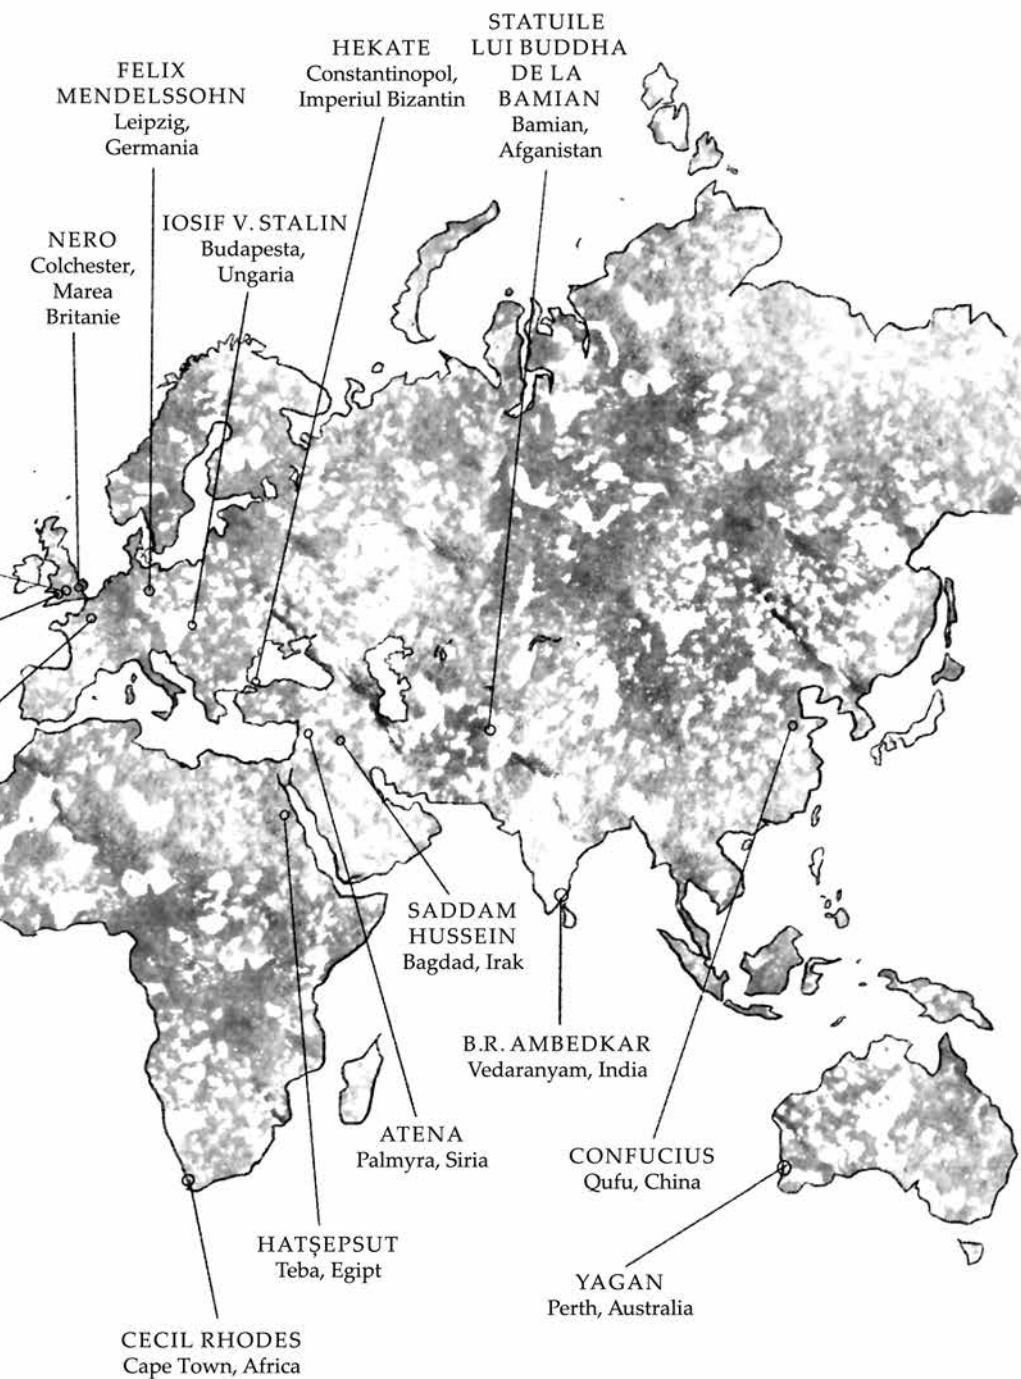 STATUILE
LUI BUDDHA
DE LA
BAMIAN
Bamian,
Afganistan
HEKATE
Constantinopol,
Imperiul Bizantin
FELIX
MENDELSSOHN
Leipzig,
Germania
IOSIF V. STALIN
Budapesta,
Ungaria
NERO
Colchester,
Marea
Britanie
SADDAM
HUSSEIN
Bagdad, Irak
B.R. AMBEDKAR
Vedaranyam, India
ATENA
Palmyra, Siria
CONFUCIUS
Qufu, China
HATȘEPSUT
Teba, Egipt
YAGAN
Perth, Australia
CECIL RHODES
Cape Town, Africa